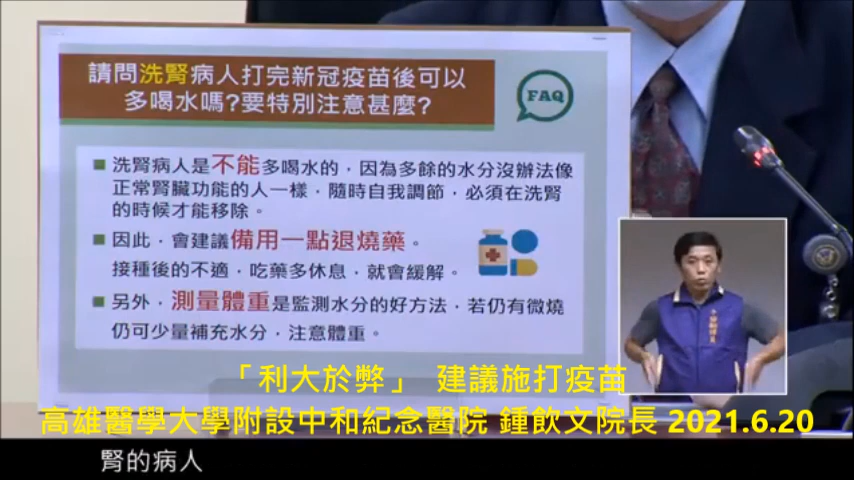 請問洗腎病人打完新冠疫苗後可以
多喝水嗎?要特別注意甚麼?
FAQ
洗腎病人是不能多喝水的，因為多餘的水分沒辦法像
正常腎臟功能的人一樣，隨時自我調節，必須在洗腎
的時候才能移除。
因此，會建議備用一點退燒藥。
接種後的不適，吃藥多休息，就會緩解。
另外，測量體重是監測水分的好方法，若仍有微燒
仍可少量補充水分，注意體重。
「利大於弊」 建議施打疫苗
高雄醫學大學附設中和紀念醫院 鍾飲文院長 2021.6.20
腎的病人